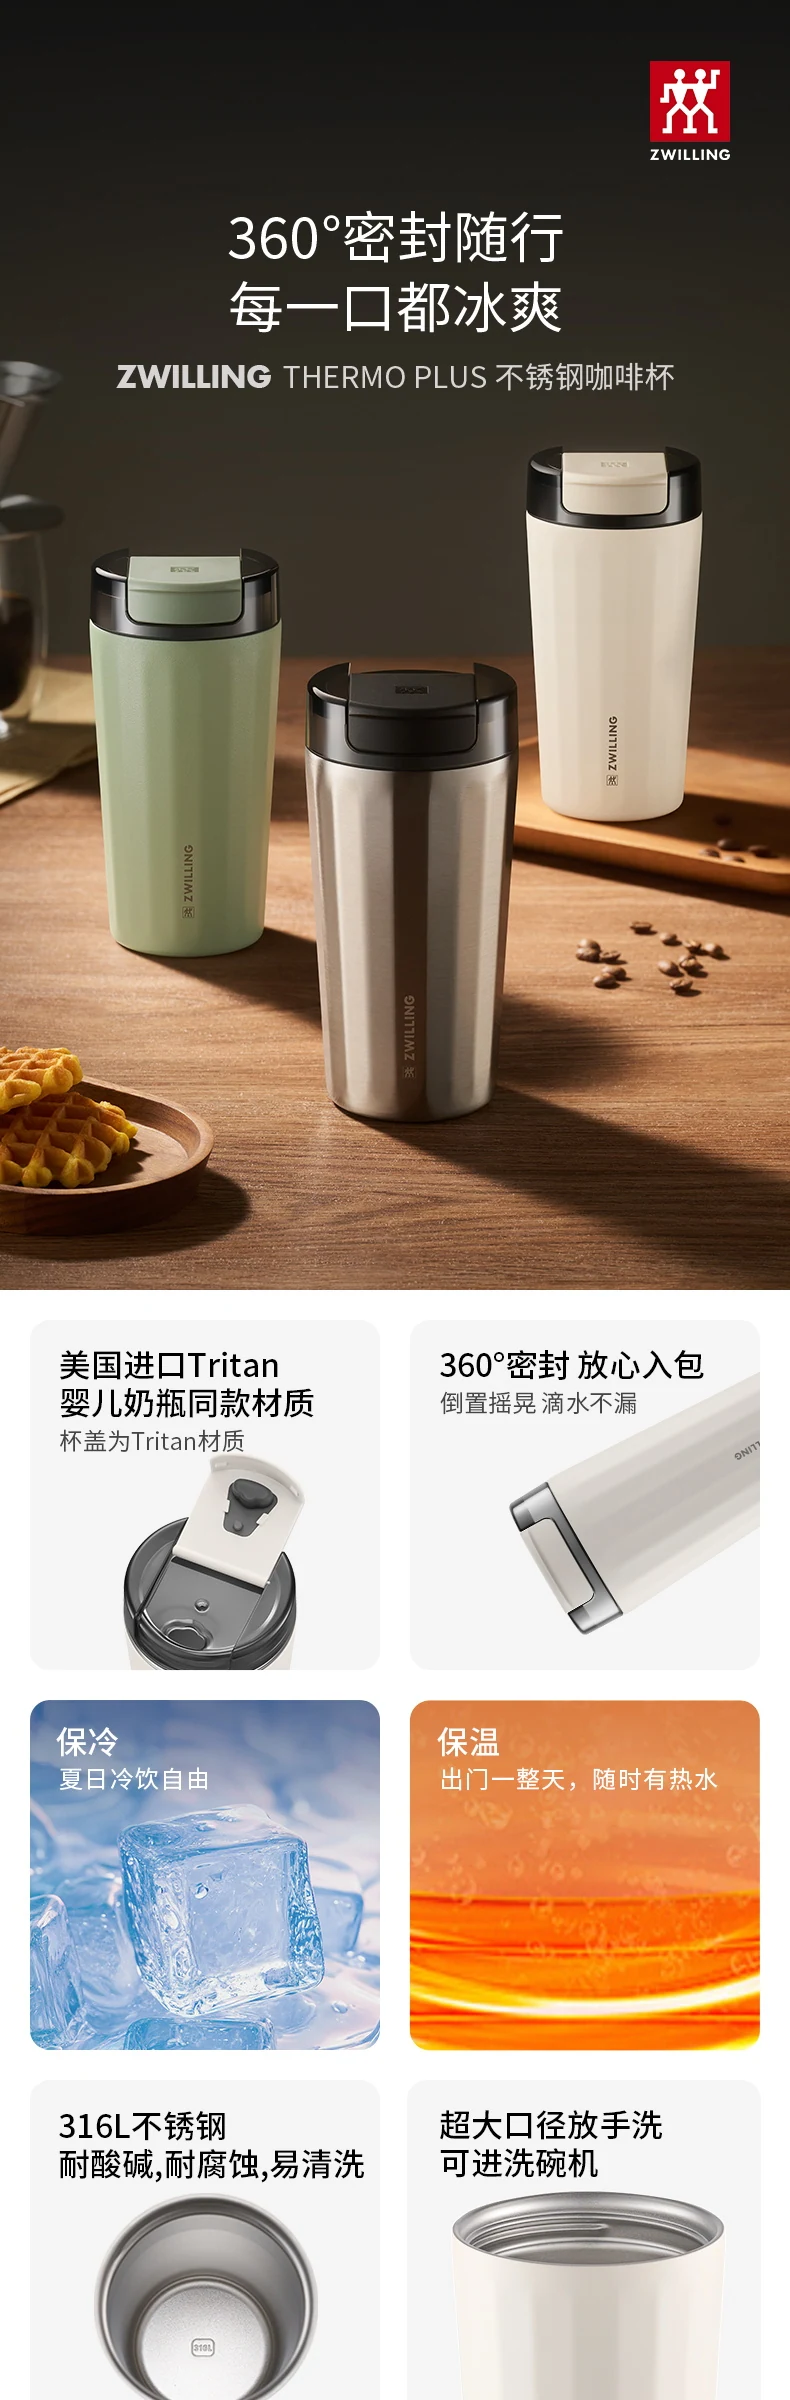 ZWILLING
360°密封随行
每一口都冰爽
ZWILLING THERMO PLUS 不锈钢咖啡杯
ZWILLING
ZWILLING
ZWILLING
美国进口Tritan
婴儿奶瓶同款材质
杯盖为Tritan材质
360°密封 放心入包
倒置摇晃 滴水不漏
LLING
保冷
夏日冷饮自由
保温
出门一整天，随时有热水
316L不锈钢
耐酸碱,耐腐蚀,易清洗
316L
超大口径放手洗
可进洗碗机